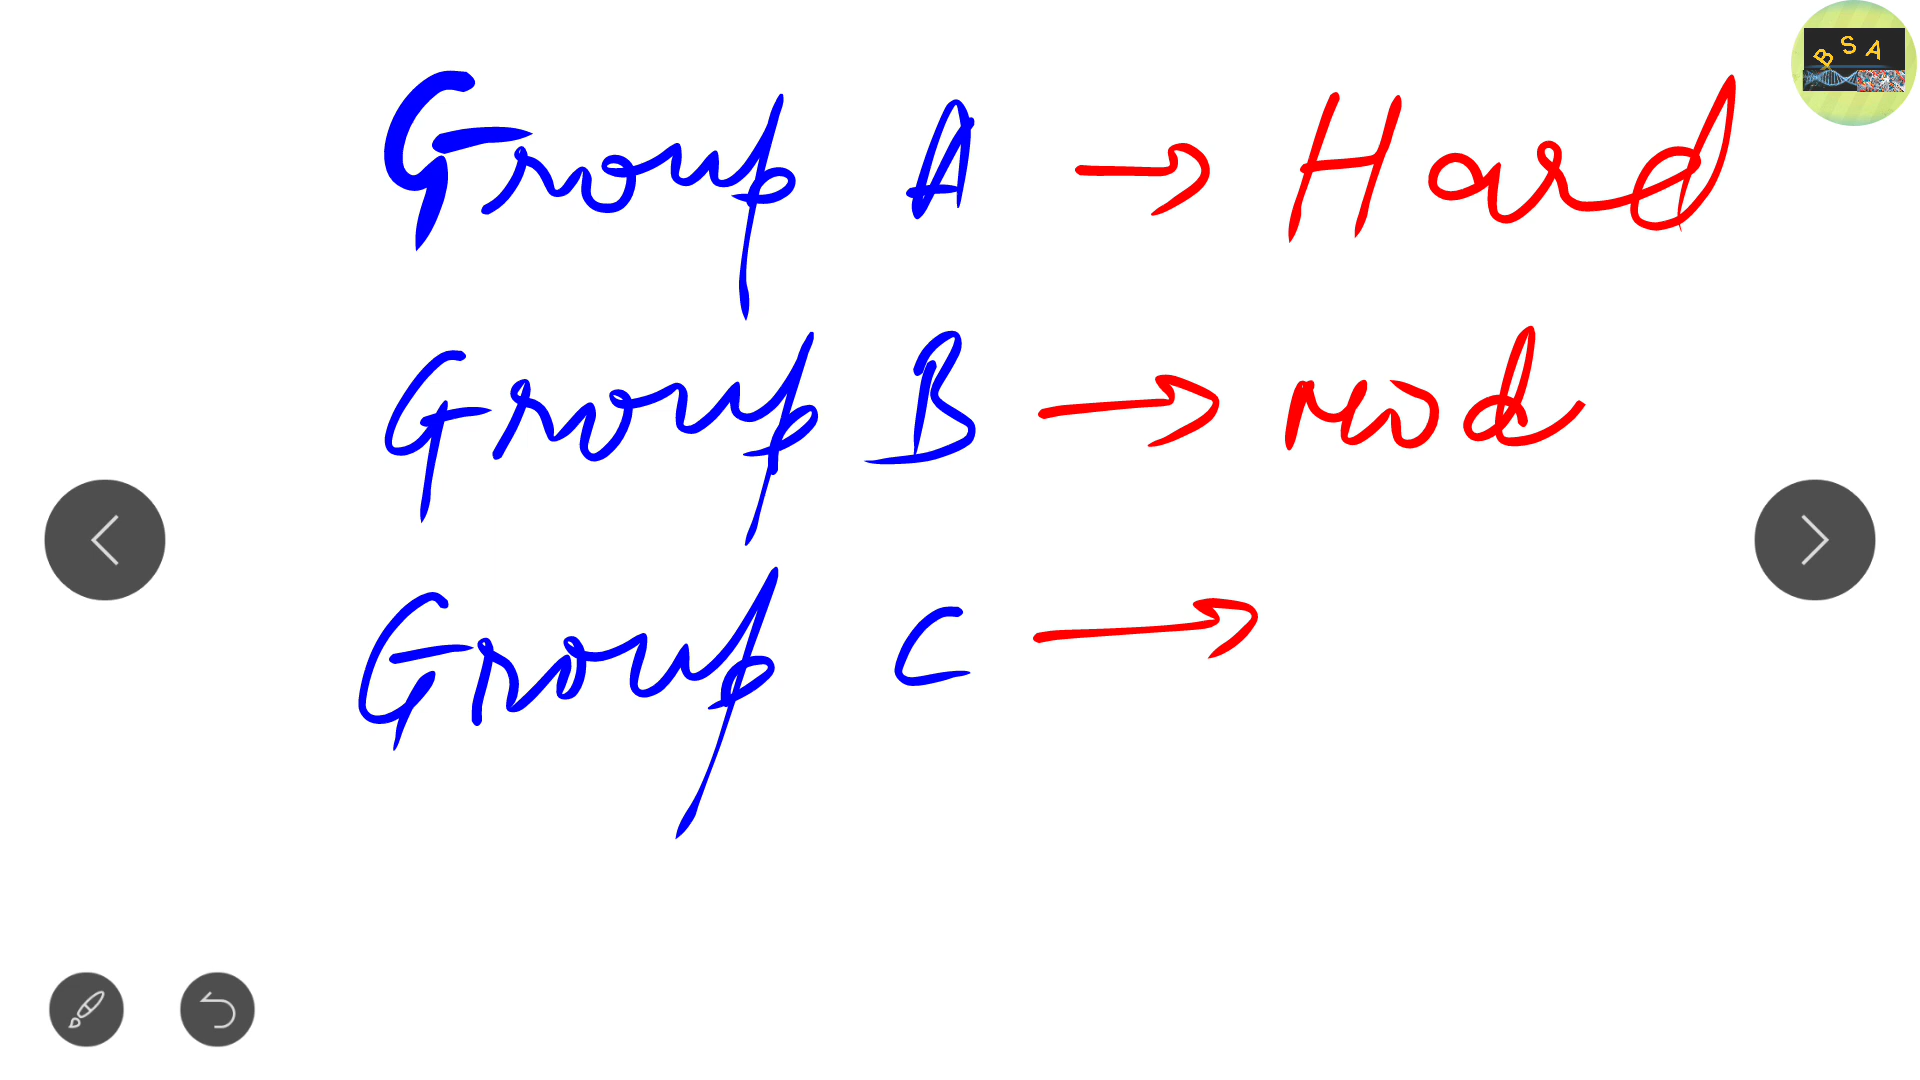 BSA
Group A → Hard
Group B → mod
Group C →